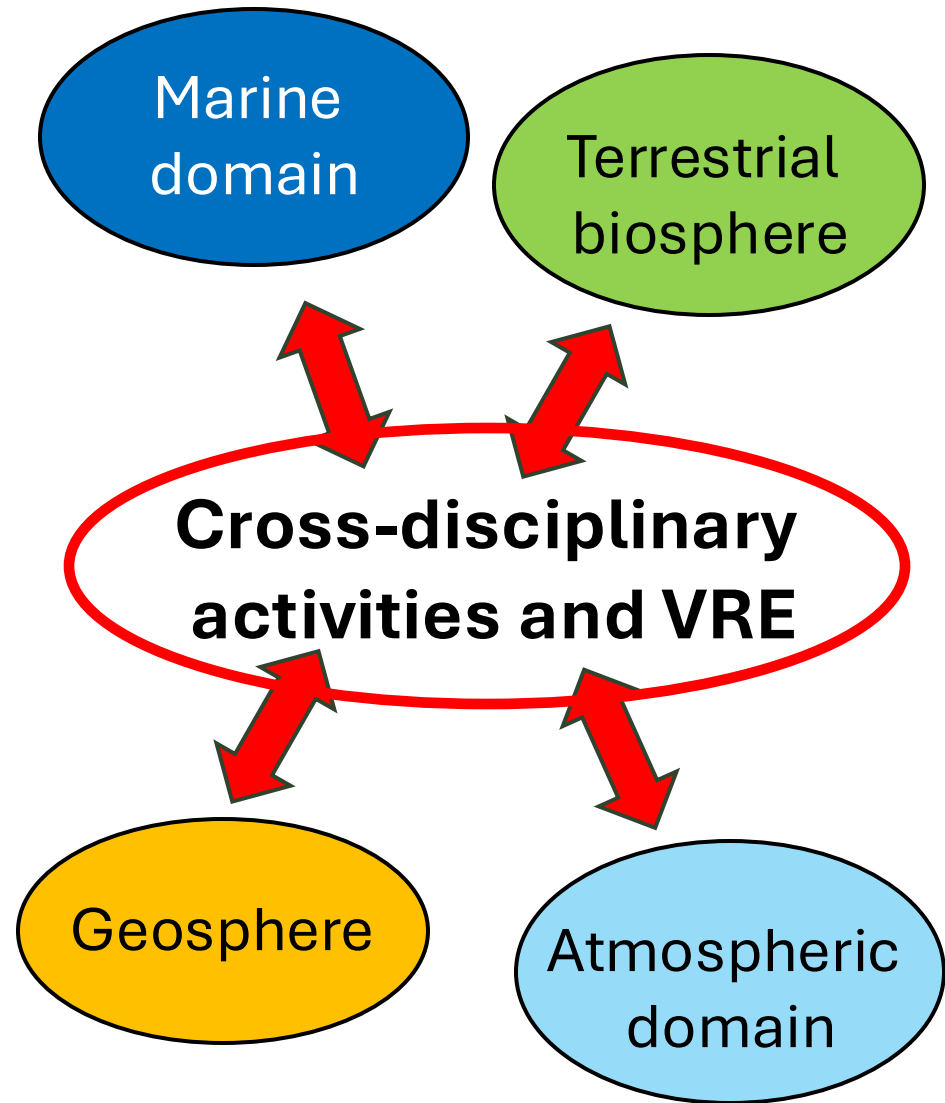 Marine
domain
Terrestrial
biosphere
Cross-disciplinary
activities and VRE
Geosphere
Atmospheric
domain